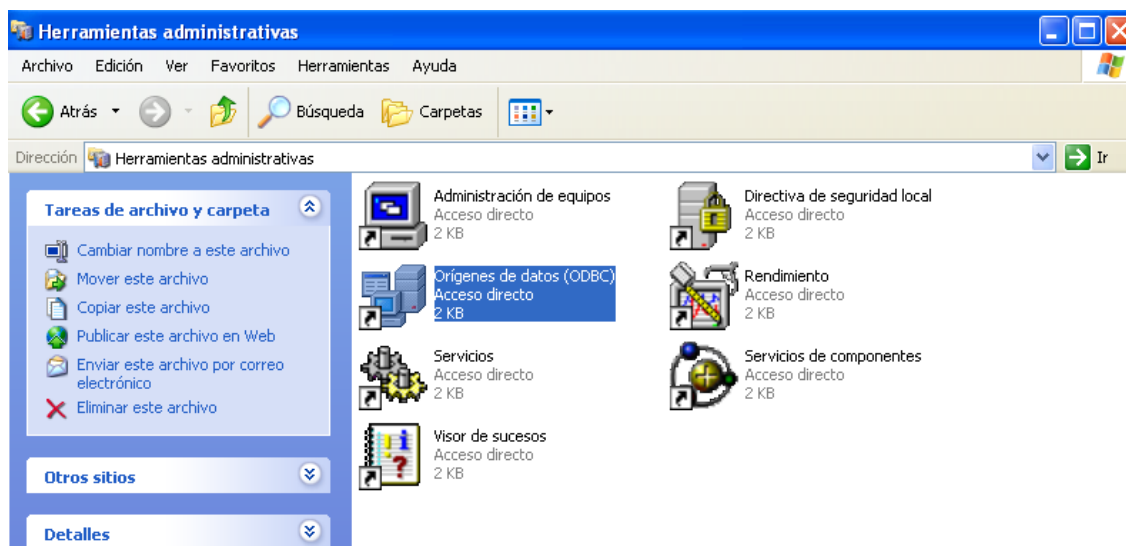 Herramientas administrativas
Archivo Edición Ver Favoritos Herramientas Ayuda
Atrás Búsqueda Carpetas
Dirección Herramientas administrativas Ir
Tareas de archivo y carpeta
Cambiar nombre a este archivo
Mover este archivo
Copiar este archivo
Publicar este archivo en Web
Enviar este archivo por correo
electrónico
Eliminar este archivo
Otros sitios
Detalles
Administración de equipos
Acceso directo
2 KB
Directiva de seguridad local
Acceso directo
2 KB
Orígenes de datos (ODBC)
Acceso directo
2 KB
Rendimiento
Acceso directo
2 KB
Servicios
Acceso directo
2 KB
Servicios de componentes
Acceso directo
2 KB
Visor de sucesos
Acceso directo
2 KB